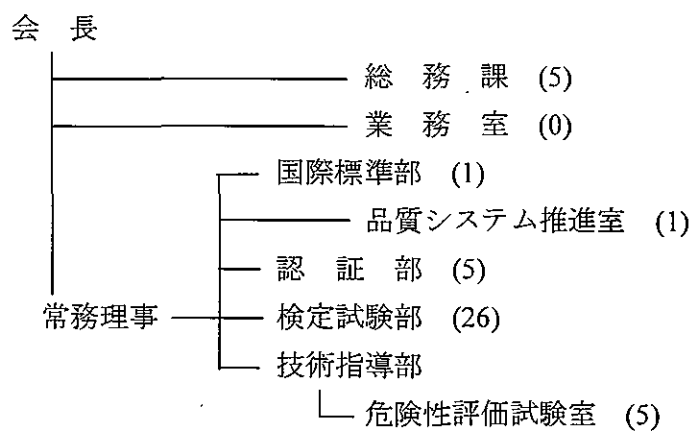 会 長
総 務 課 (5)
業 務 室 (0)
国際標準部 (1)
品質システム推進室 (1)
認 証 部 (5)
常務理事 検定試験部 (26)
技術指導部
危険性評価試験室 (5)